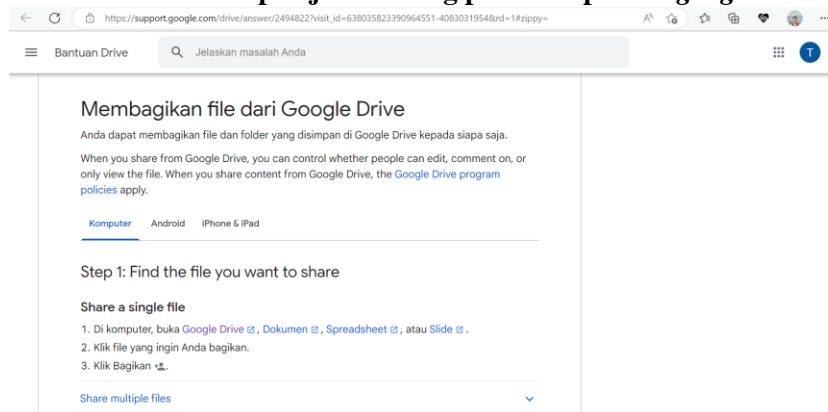 https://support.google.com/drive/answer/2494822?visit_id=638035823390964551-4083031954&rd=1#zippy=
Bantuan Drive
Jelaskan masalah Anda
T
Membagikan file dari Google Drive
Anda dapat membagikan file dan folder yang disimpan di Google Drive kepada siapa saja.
When you share from Google Drive, you can control whether people can edit, comment on, or
only view the file. When you share content from Google Drive, the Google Drive program
policies apply.
Komputer Android iPhone & iPad
Step 1: Find the file you want to share
Share a single file
1. Di komputer, buka Google Drive, Dokumen, Spreadsheet, atau Slide.
2. Klik file yang ingin Anda bagikan.
3. Klik Bagikan.
Share multiple files